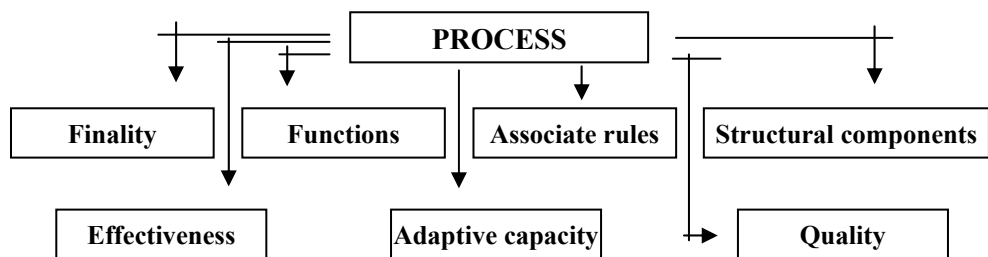 PROCESS
Finality
Functions
Associate rules
Structural components
Effectiveness
Adaptive capacity
Quality